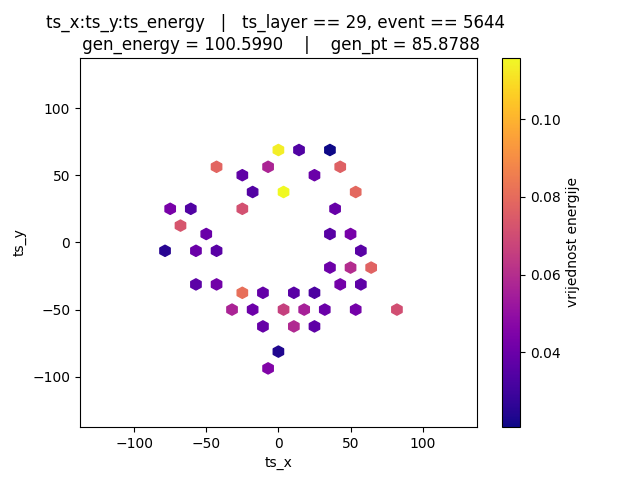 ts_x:ts_y:ts_energy | ts_layer == 29, event == 5644
gen_energy = 100.5990 | gen_pt = 85.8788
100
50
0
−50
−100
ts_y
−100 −50 0 50 100
ts_x
0.10
0.08
0.06
0.04
vrijednost energije